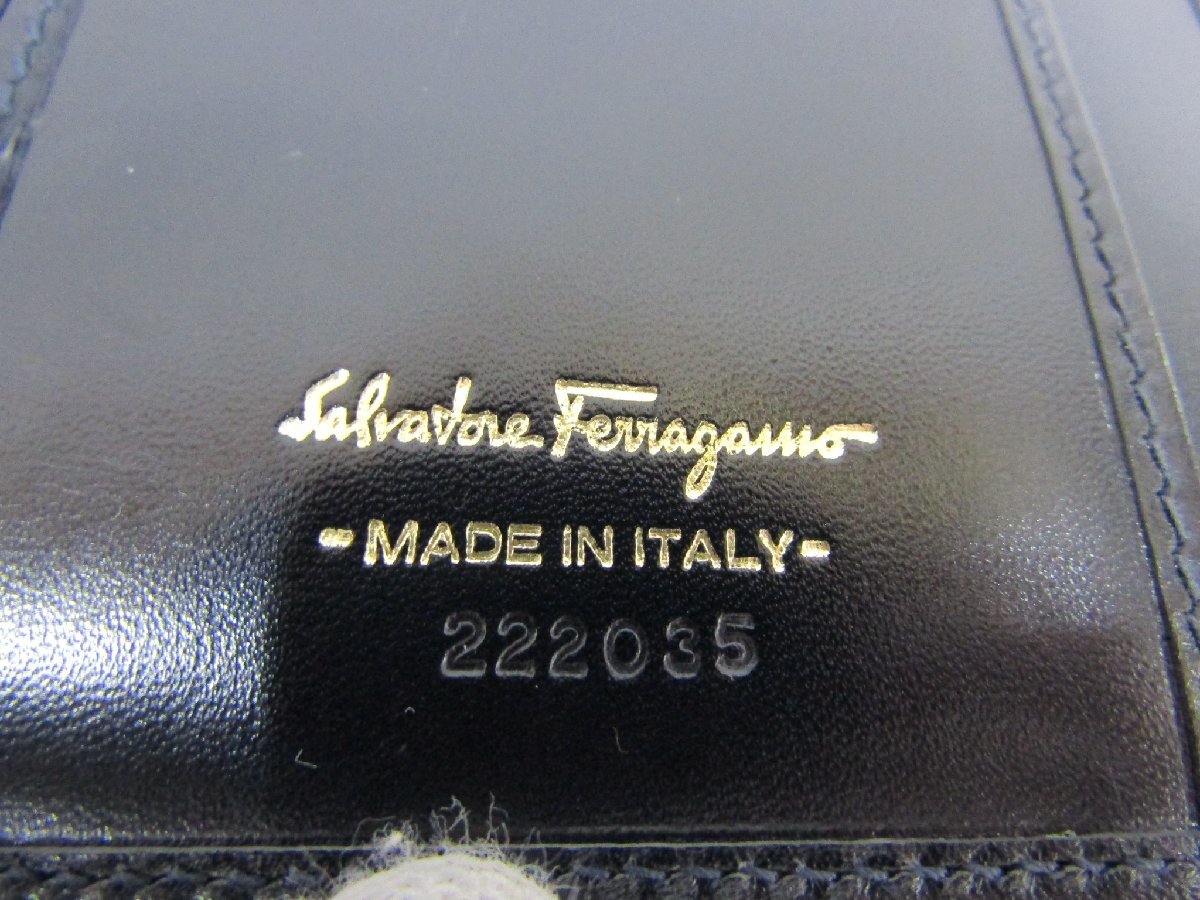 Salvatore Ferragamo
-MADE IN ITALY-
222035